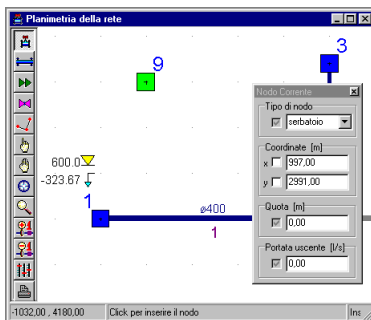 Planimetria della rete
9
3
Nodo Corrente
Tipo di nodo
serbatoio
Coordinate [m]
x 997,00
y 2991,00
Quota [m]
0,00
Portata uscente [l/s]
0,00
600.0
-323.67
1
ø400
1
-1032,00 , 4180,00
Click per inserire il nodo
Ins